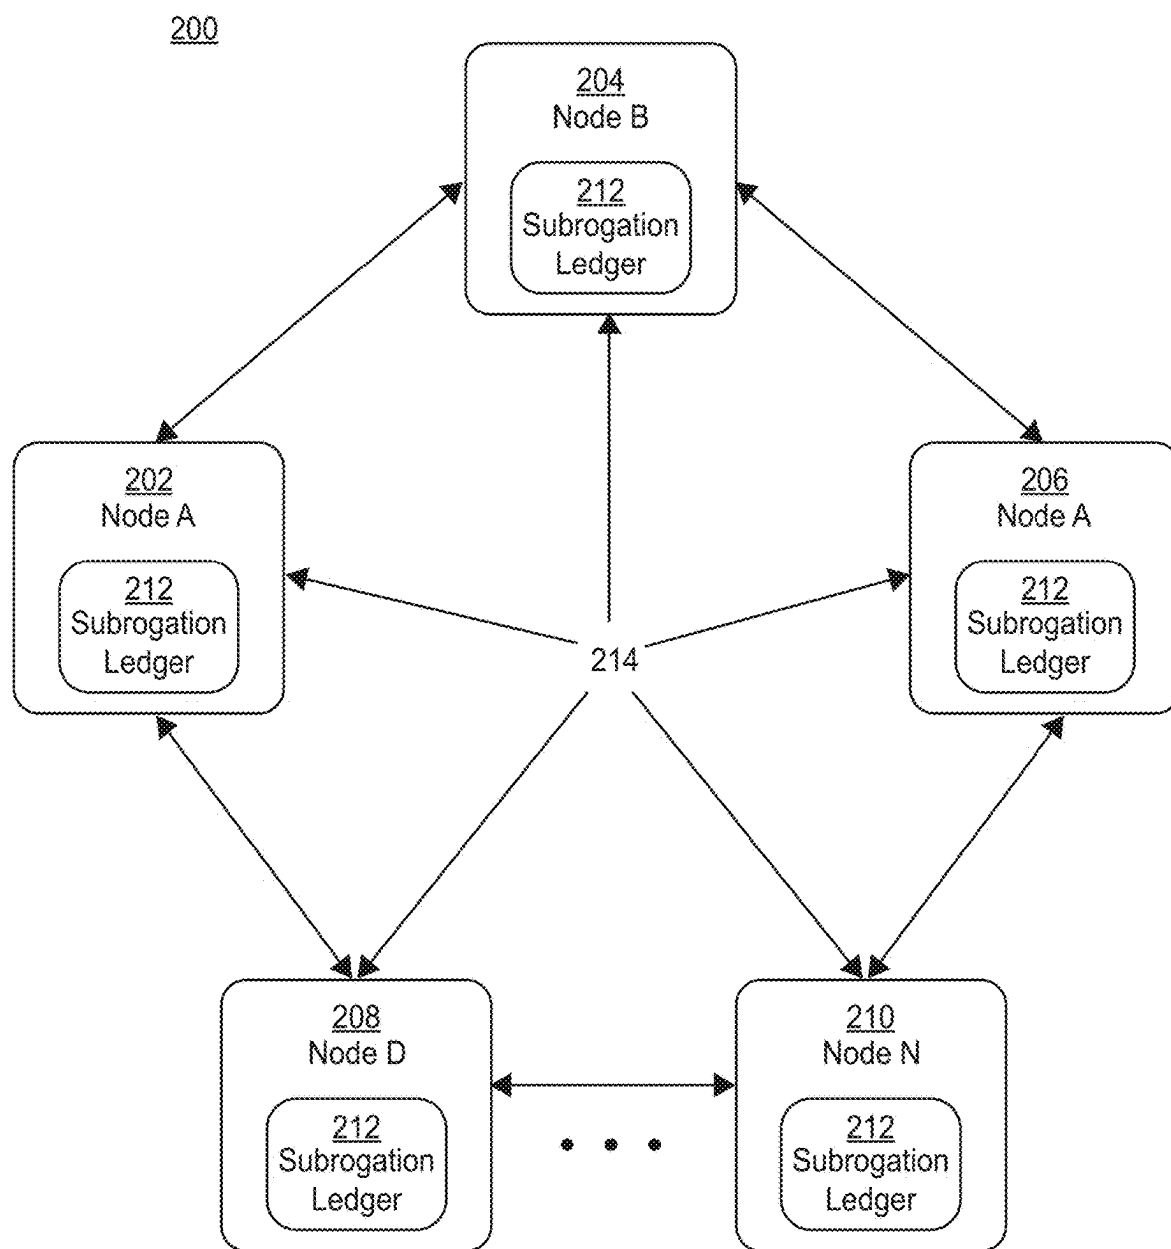 200
204
Node B
212
Subrogation
Ledger
202
Node A
212
Subrogation
Ledger
206
Node A
212
Subrogation
Ledger
214
208
Node D
212
Subrogation
Ledger
210
Node N
212
Subrogation
Ledger